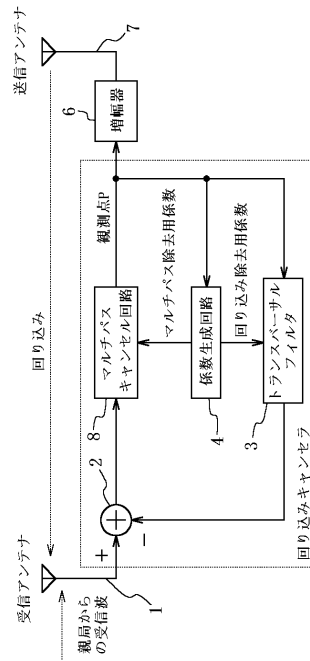 回り込み
受信アンテナ
送信アンテナ
親局から
の受信波
1
+
−
2
8
マルチパス
キャンセル回路
観測点P
6
増幅器
7
マルチパス除去用係数
4
係数生成回路
回り込み除去用係数
3
トランスバーサル
フィルタ
回り込みキャンセラ